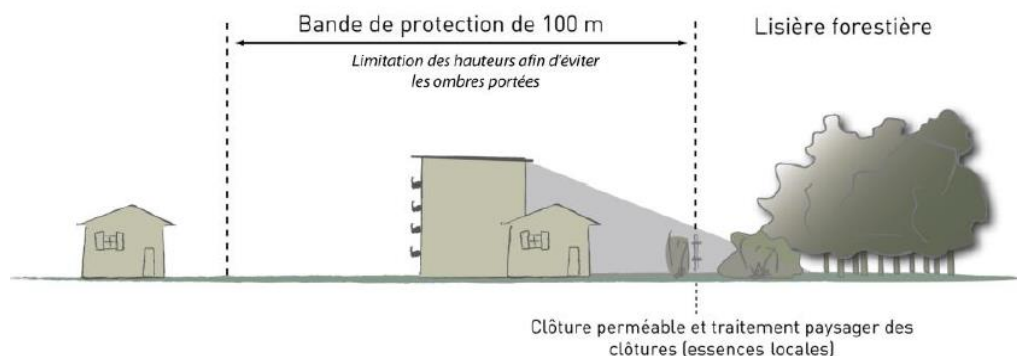 Bande de protection de 100 m
Lisière forestière
Limitation des hauteurs afin d'éviter
les ombres portées
Clôture perméable et traitement paysager des
clôtures (essences locales)